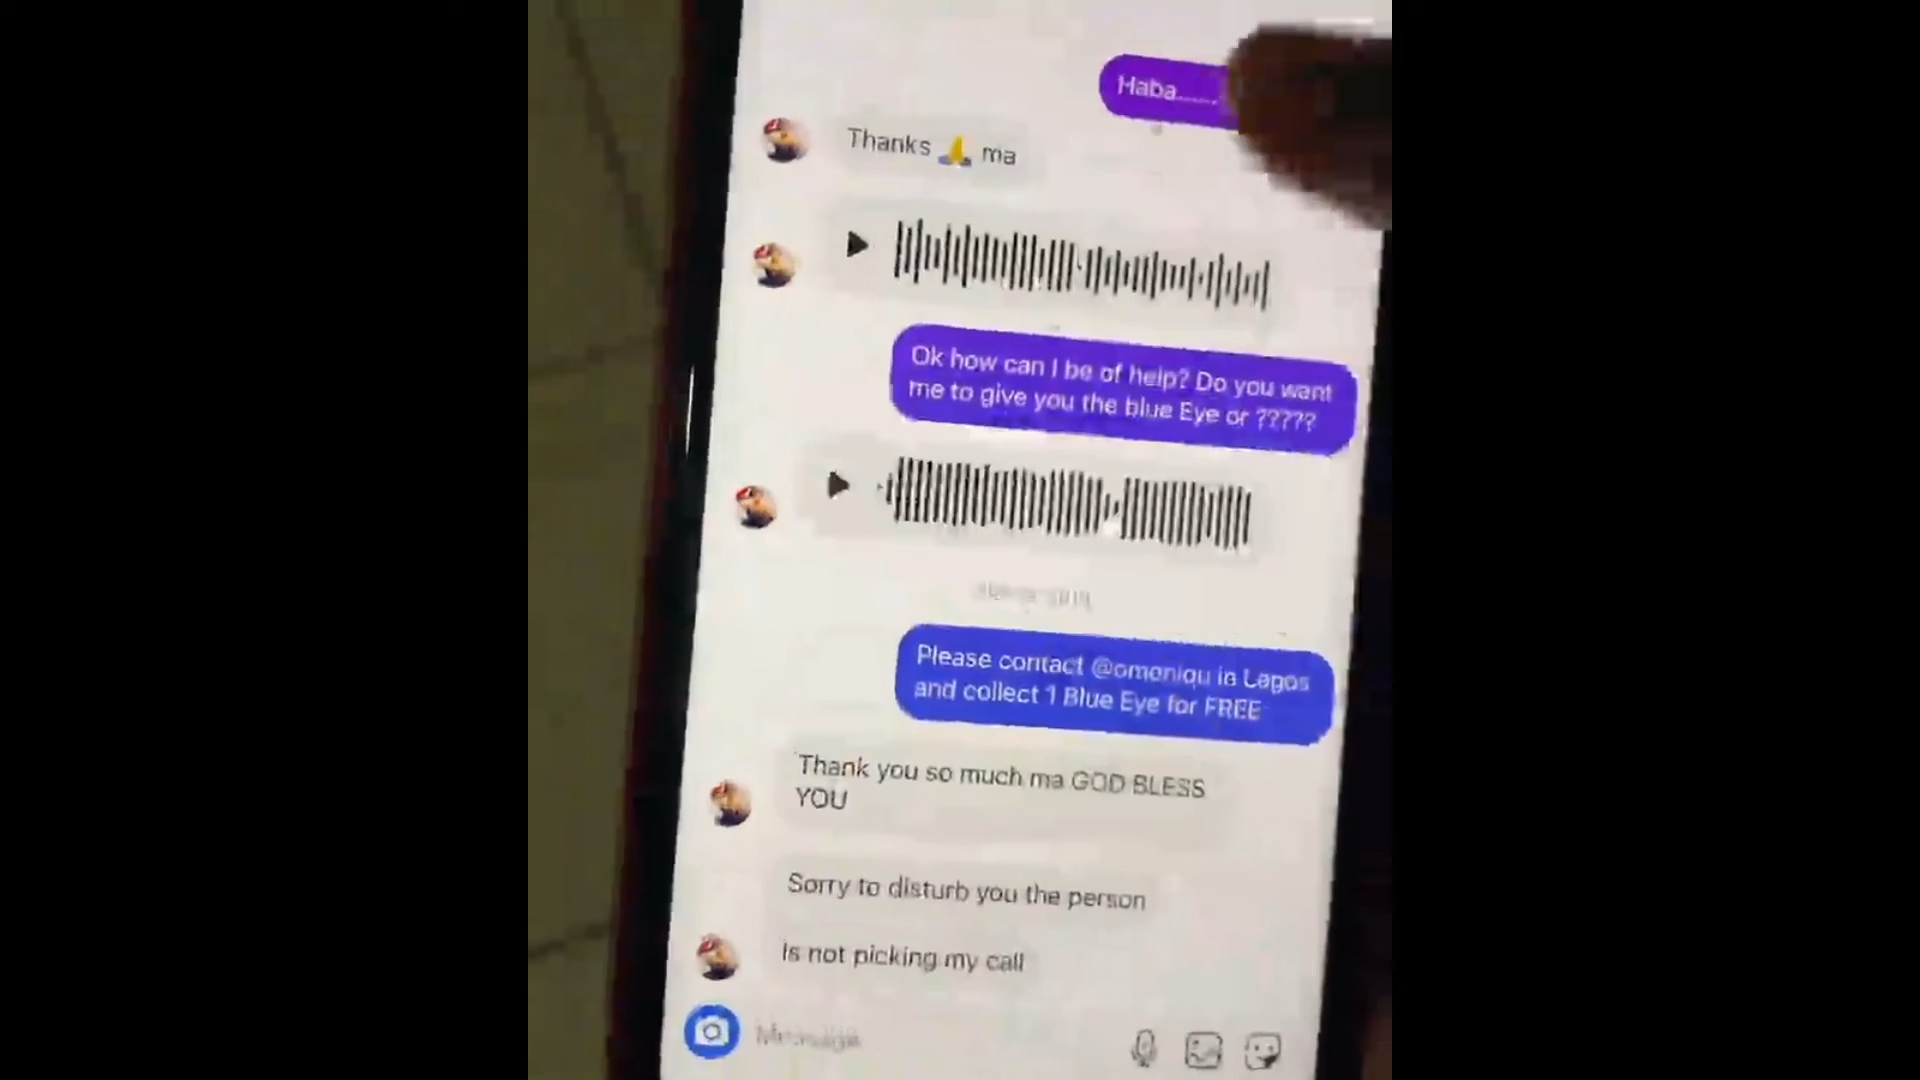 Haba......
Thanks 🙏 ma
Ok how can I be of help? Do you want
me to give you the blue Eye or ?????
Please contact @omoniqu in Lagos
and collect 1 Blue Eye for FREE
Thank you so much ma GOD BLESS
YOU
Sorry to disturb you the person
Is not picking my call
Message